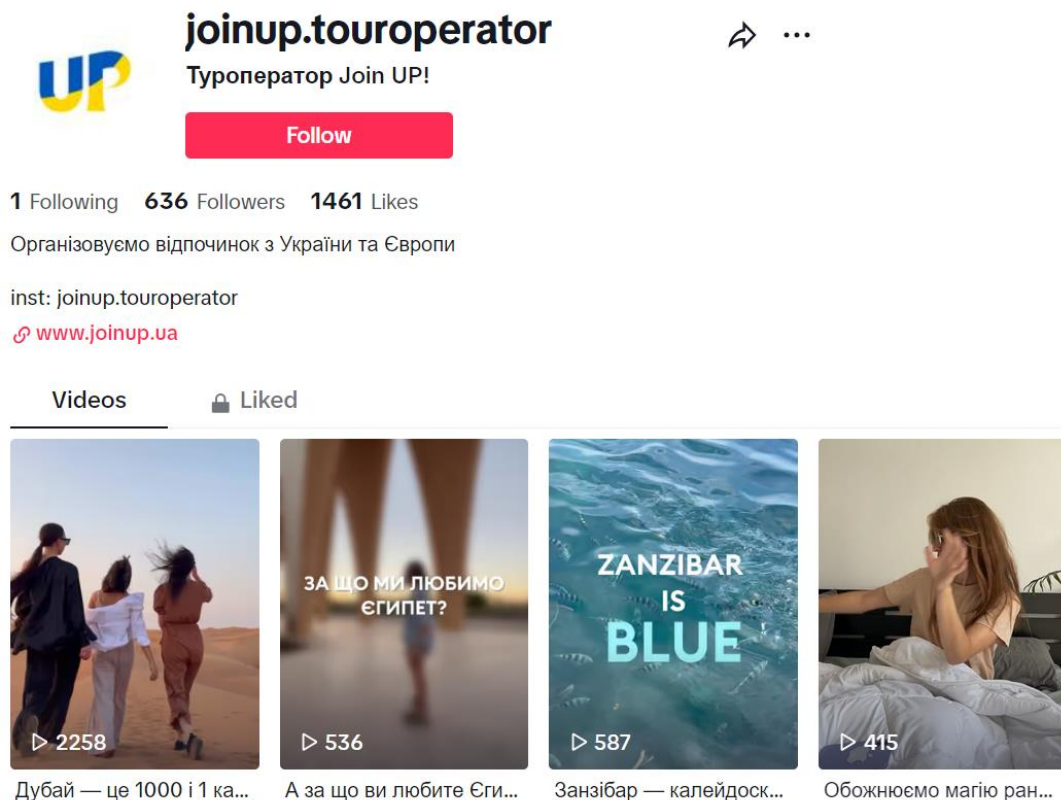 joinup.touroperator
UP
Туроператор Join UP!
Follow
1 Following 636 Followers 1461 Likes
Організовуємо відпочинок з України та Європи
inst: joinup.touroperator
www.joinup.ua
Videos Liked
ЗА ЩО МИ ЛЮБИМО
ЄГИПЕТ?
ZANZIBAR
IS
BLUE
2258 536 587 415
Дубай — це 1000 і 1 ка... А за що ви любите Єги... Занзібар — калейдоск... Обожнюємо магію ран...